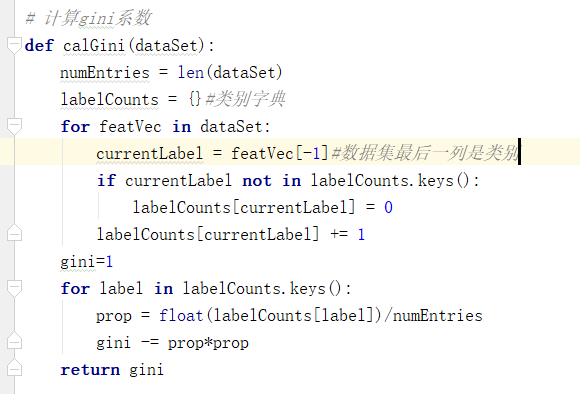 # 计算gini系数
def calGini(dataSet):
    numEntries = len(dataSet)
    labelCounts = {}#类别字典
    for featVec in dataSet:
        currentLabel = featVec[-1]#数据集最后一列是类别
        if currentLabel not in labelCounts.keys():
            labelCounts[currentLabel] = 0
        labelCounts[currentLabel] += 1
    gini=1
    for label in labelCounts.keys():
        prop = float(labelCounts[label])/numEntries
        gini -= prop*prop
    return gini